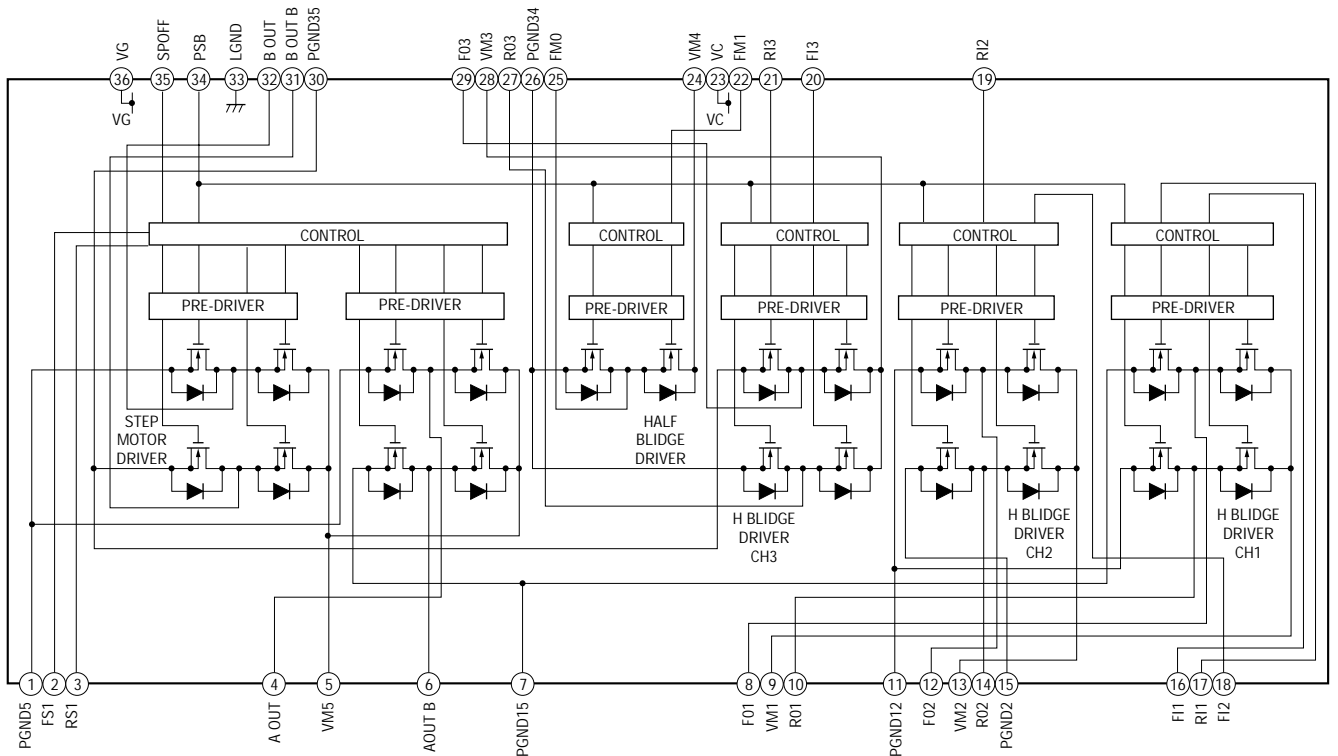 VG
SPOFF
PSB
LGND
B OUT
B OUT B
PGND35
F03
VM3
R03
PGND34
FM0
VM4
VC
FM1
RI3
FI3
RI2
36
35
34
33
32
31
30
29
28
27
26
25
24
23
22
21
20
19
VG
VC
CONTROL
CONTROL
CONTROL
CONTROL
CONTROL
PRE-DRIVER
PRE-DRIVER
PRE-DRIVER
PRE-DRIVER
PRE-DRIVER
PRE-DRIVER
STEP
MOTOR
DRIVER
HALF
BLIDGE
DRIVER
H BLIDGE
DRIVER
CH3
H BLIDGE
DRIVER
CH2
H BLIDGE
DRIVER
CH1
1
2
3
4
5
6
7
8
9
10
11
12
13
14
15
16
17
18
PGND5
FS1
RS1
A OUT
VM5
AOUT B
PGND15
F01
VM1
R01
PGND12
F02
VM2
R02
PGND2
FI1
RI1
FI2